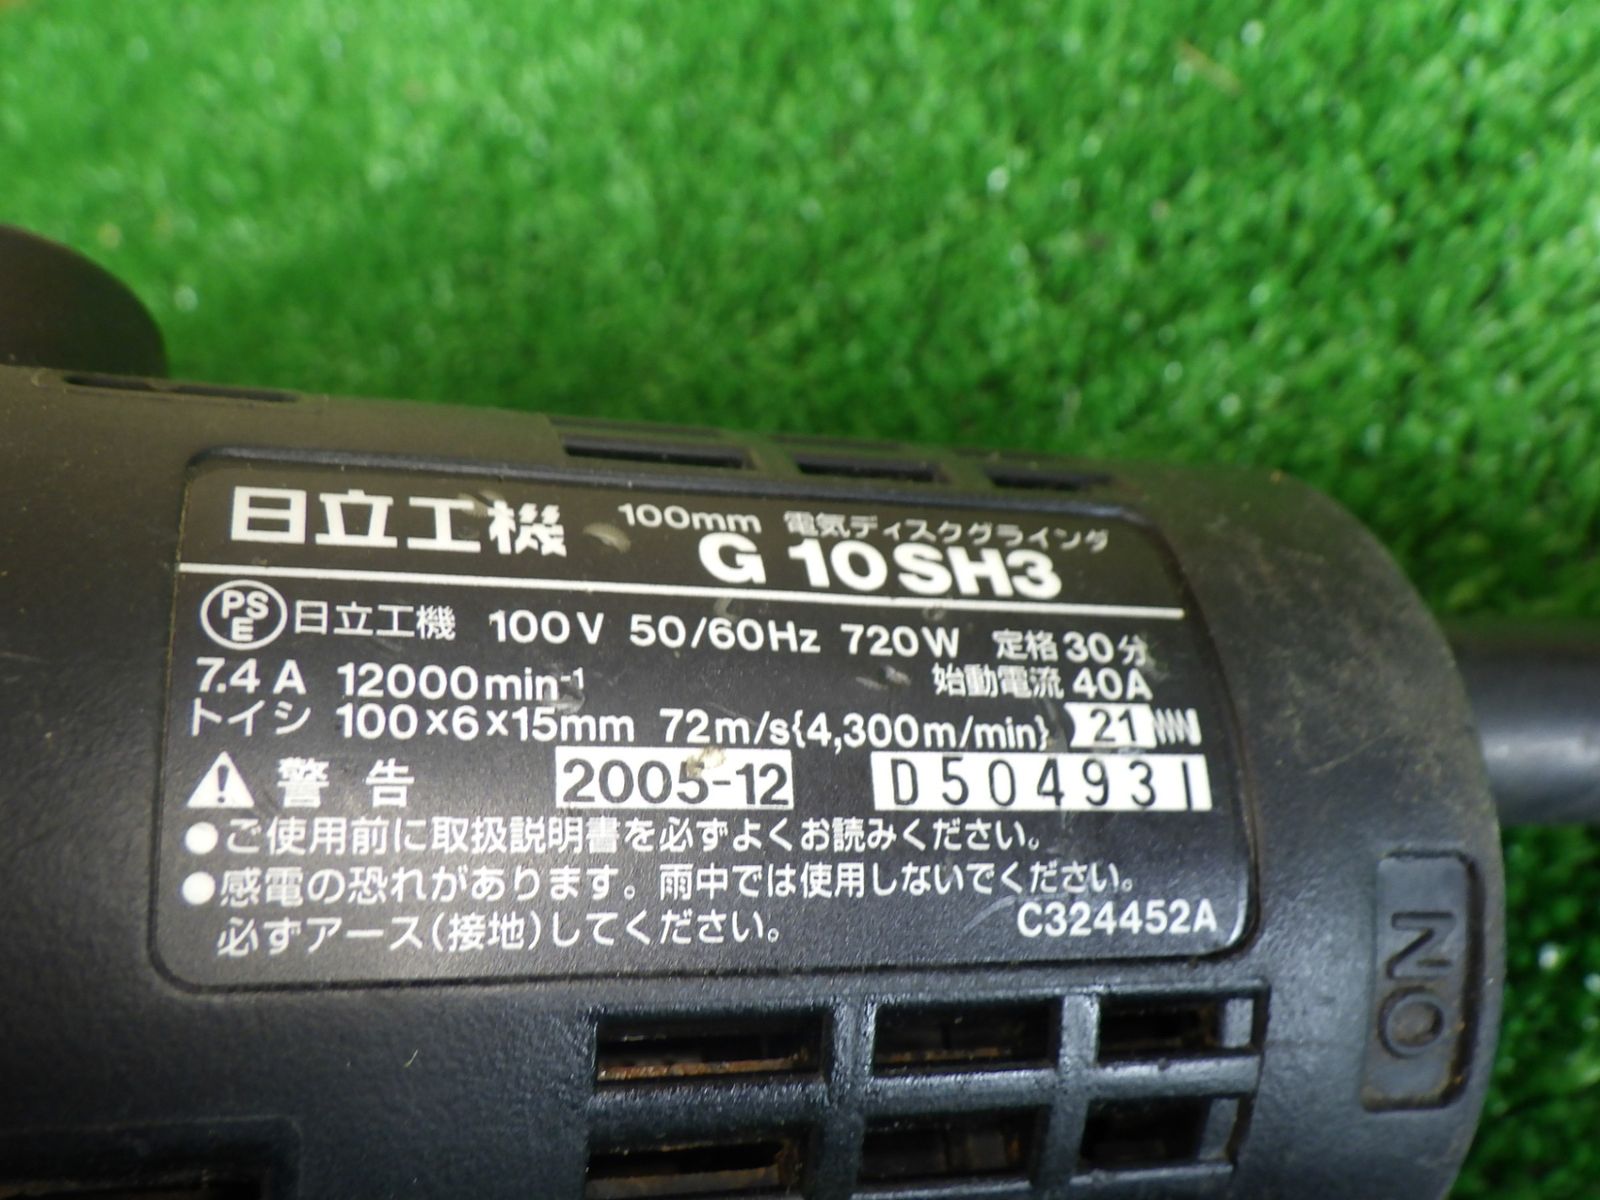 日立工機 100mm 電気ディスクグラインダ
G 10SH3
PSE 日立工機 100V 50/60Hz 720W 定格30分
7.4A 12000min-1 始動電流 40A
トイシ 100×6×15mm 72m/s{4,300m/min} 21
警告 2005-12 D504931
●ご使用前に取扱説明書を必ずよくお読みください。
●感電の恐れがあります。雨中では使用しないでください。
必ずアース(接地)してください。 C324452A
ON